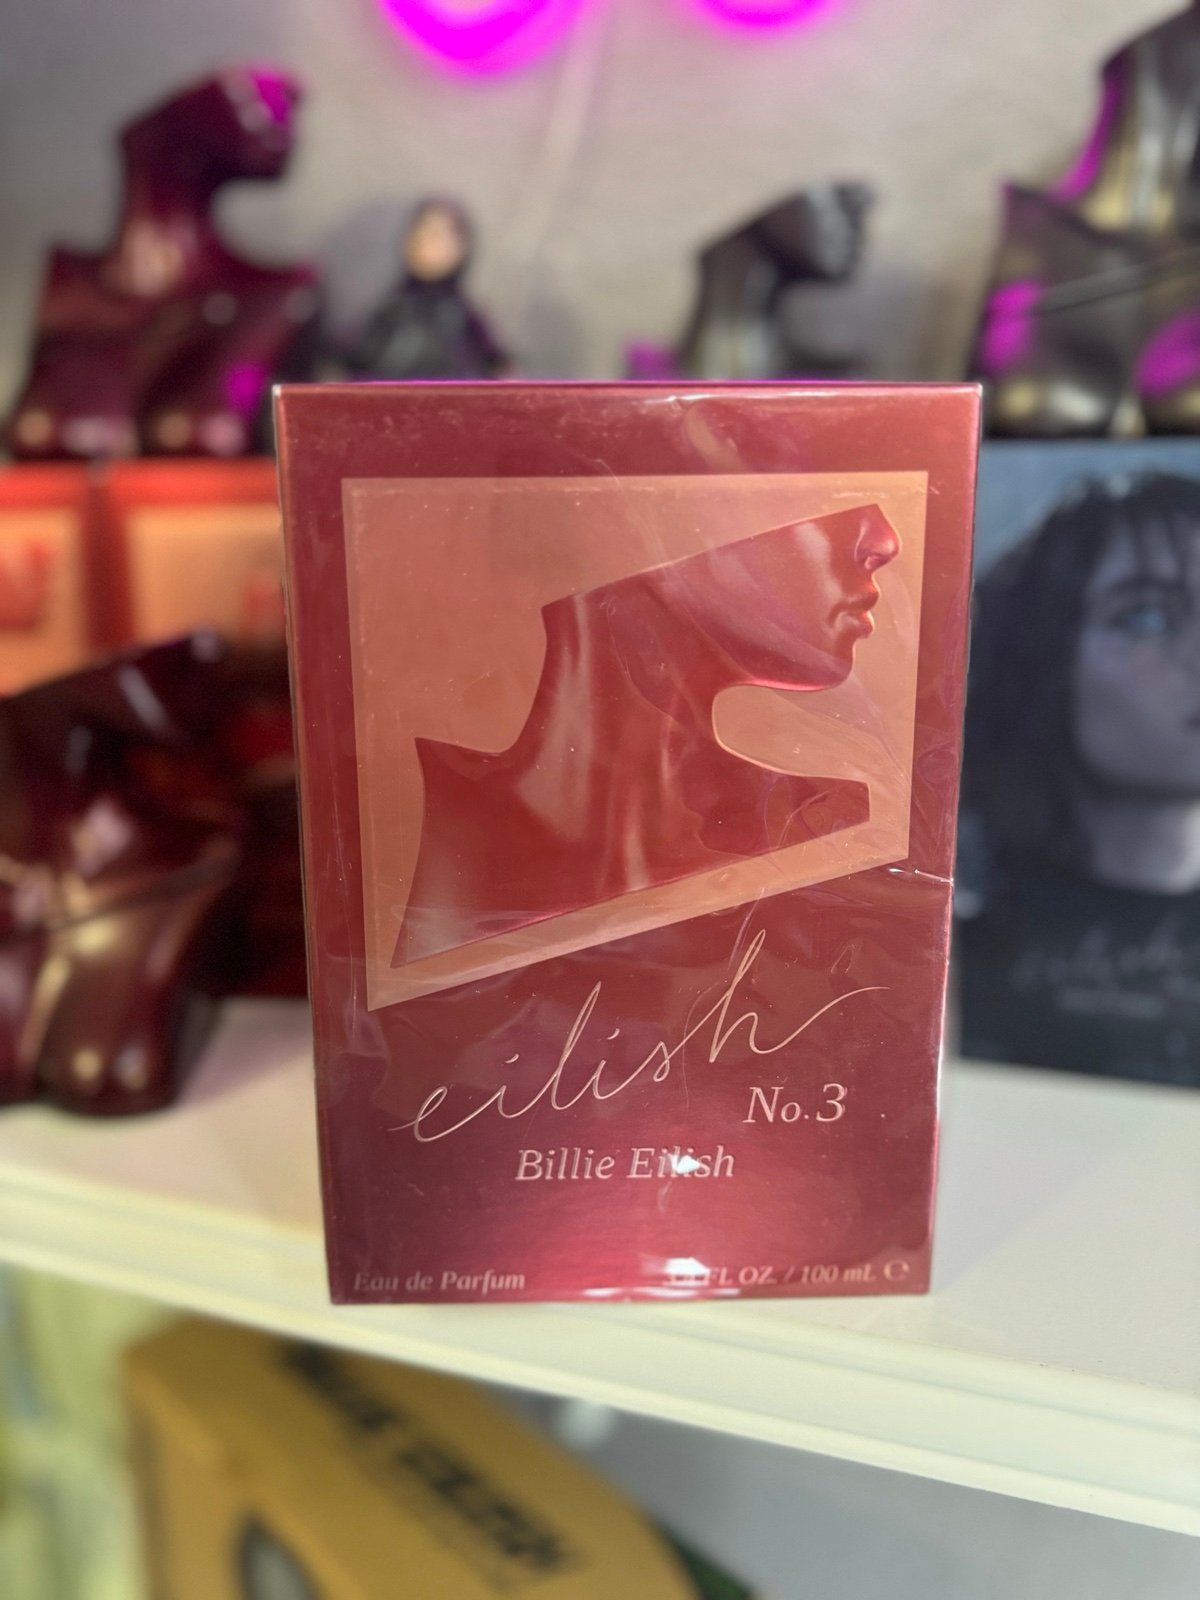 eilish
No. 3
Billie Eilish
Eau de Parfum
FL OZ / 100 mL ℮